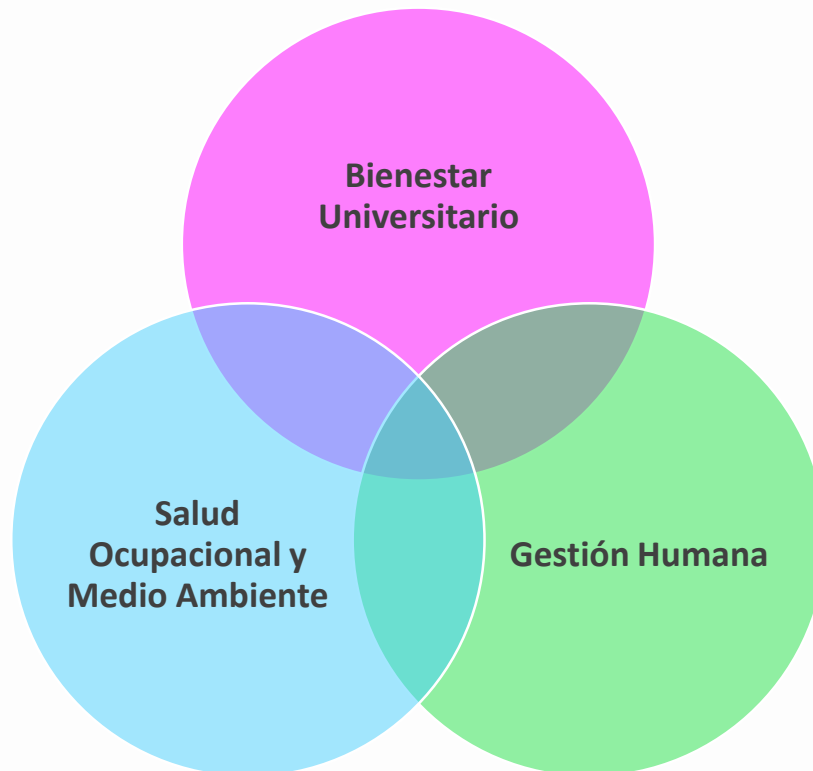 Bienestar
Universitario
Salud
Ocupacional y
Medio Ambiente
Gestión Humana